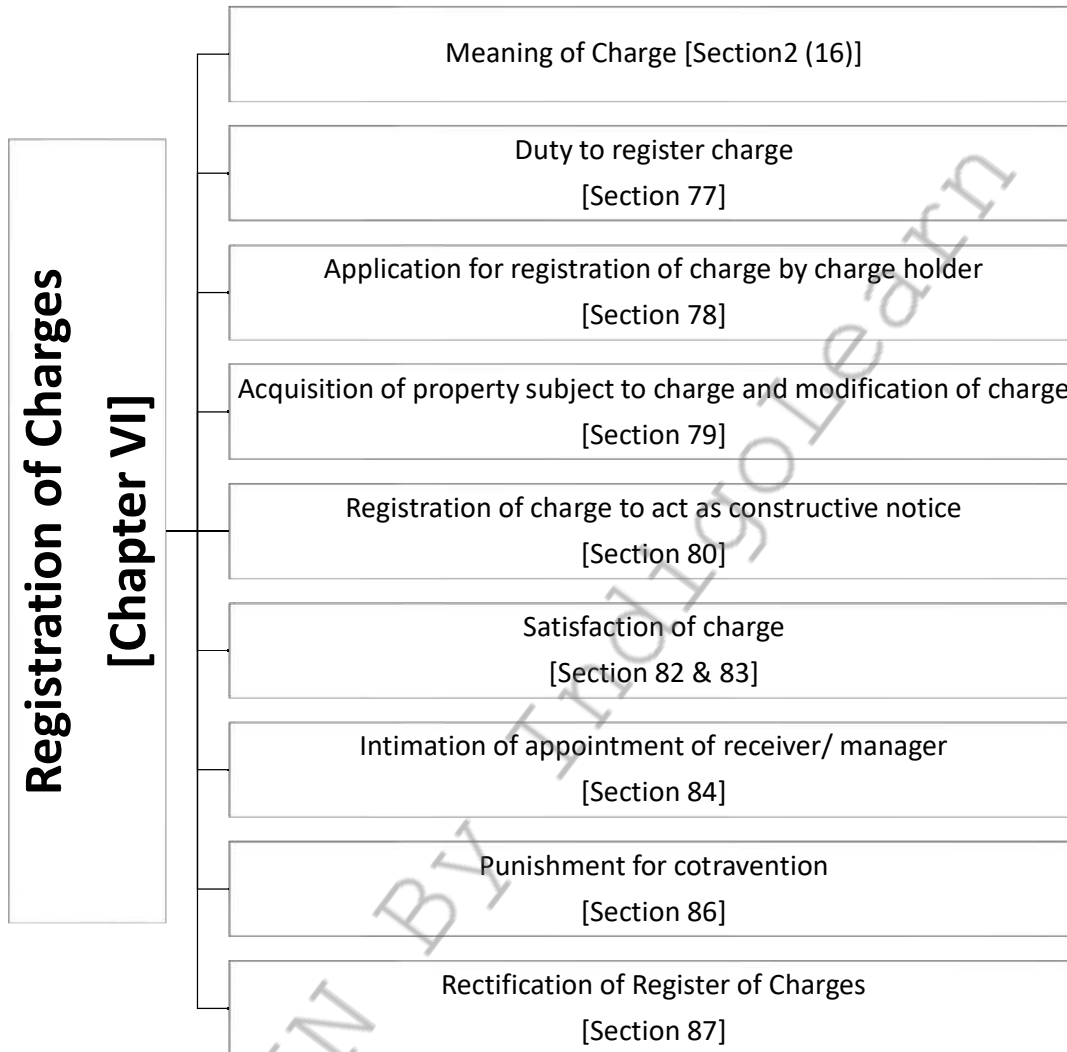 Registration of Charges
[Chapter VI]
Meaning of Charge [Section2 (16)]
Duty to register charge
[Section 77]
Application for registration of charge by charge holder
[Section 78]
Acquisition of property subject to charge and modification of charge
[Section 79]
Registration of charge to act as constructive notice
[Section 80]
Satisfaction of charge
[Section 82 & 83]
Intimation of appointment of receiver/ manager
[Section 84]
Punishment for cotravention
[Section 86]
Rectification of Register of Charges
[Section 87]
By IndigoLearn